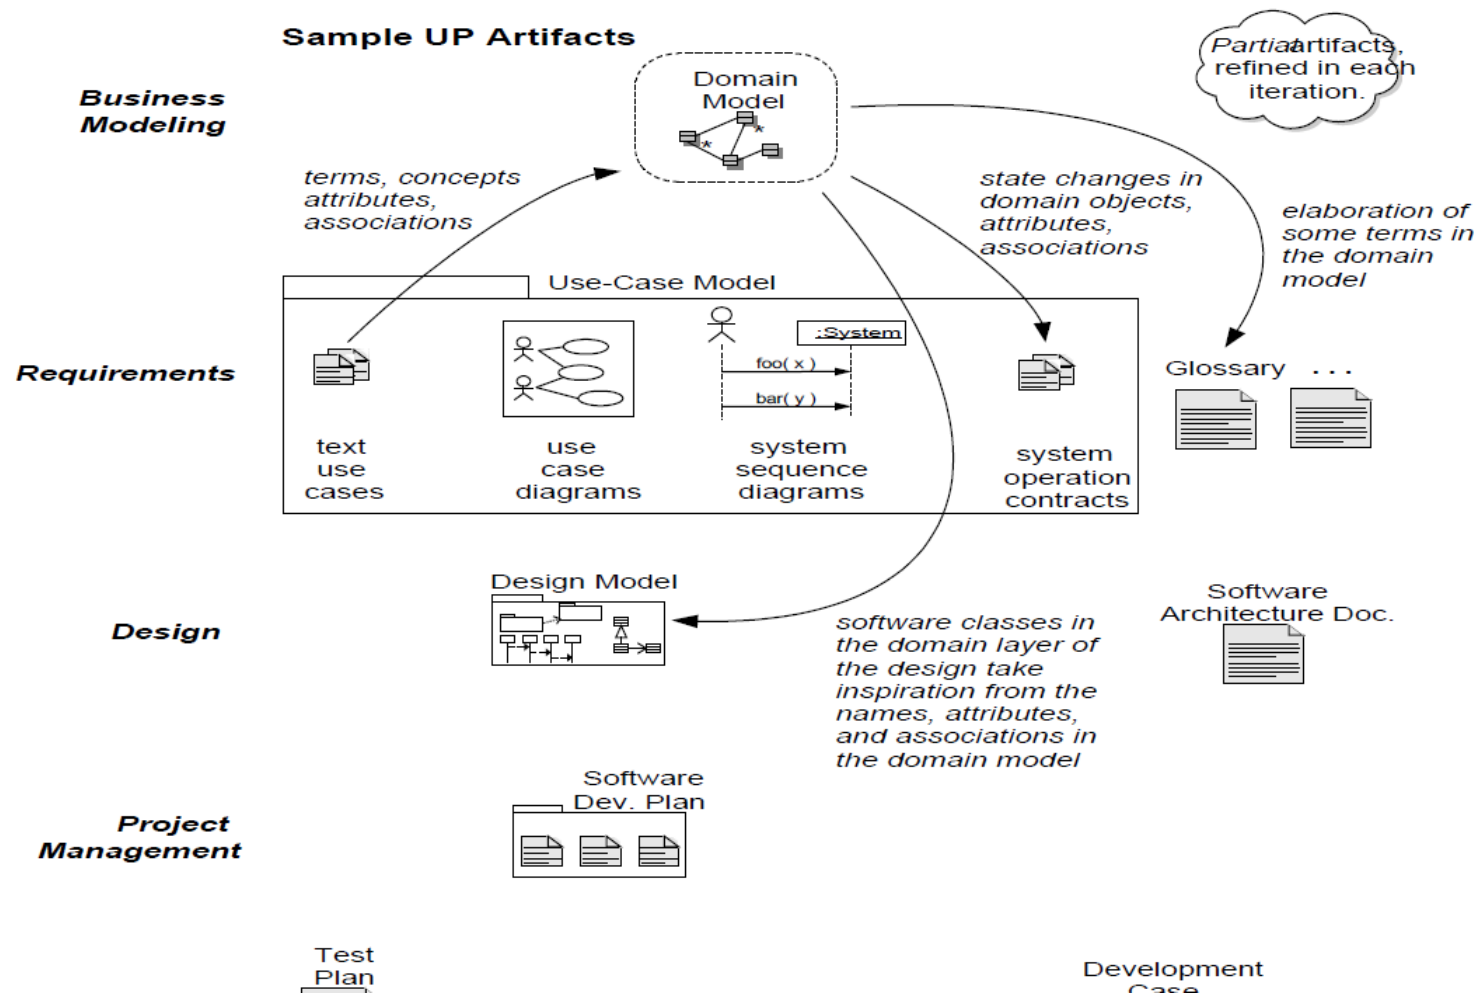 Sample UP Artifacts
Partial artifacts,
refined in each
iteration.
Domain
Model
*
*
Business
Modeling
terms, concepts
attributes,
associations
state changes in
domain objects,
attributes,
associations
elaboration of
some terms in
the domain
model
Use-Case Model
Requirements
:System
foo( x )
bar( y )
text
use
cases
use
case
diagrams
system
sequence
diagrams
system
operation
contracts
Glossary ...
Design
Design Model
software classes in
the domain layer of
the design take
inspiration from the
names, attributes,
and associations in
the domain model
Software
Architecture Doc.
Project
Management
Software
Dev. Plan
Test
Plan
Development
Case